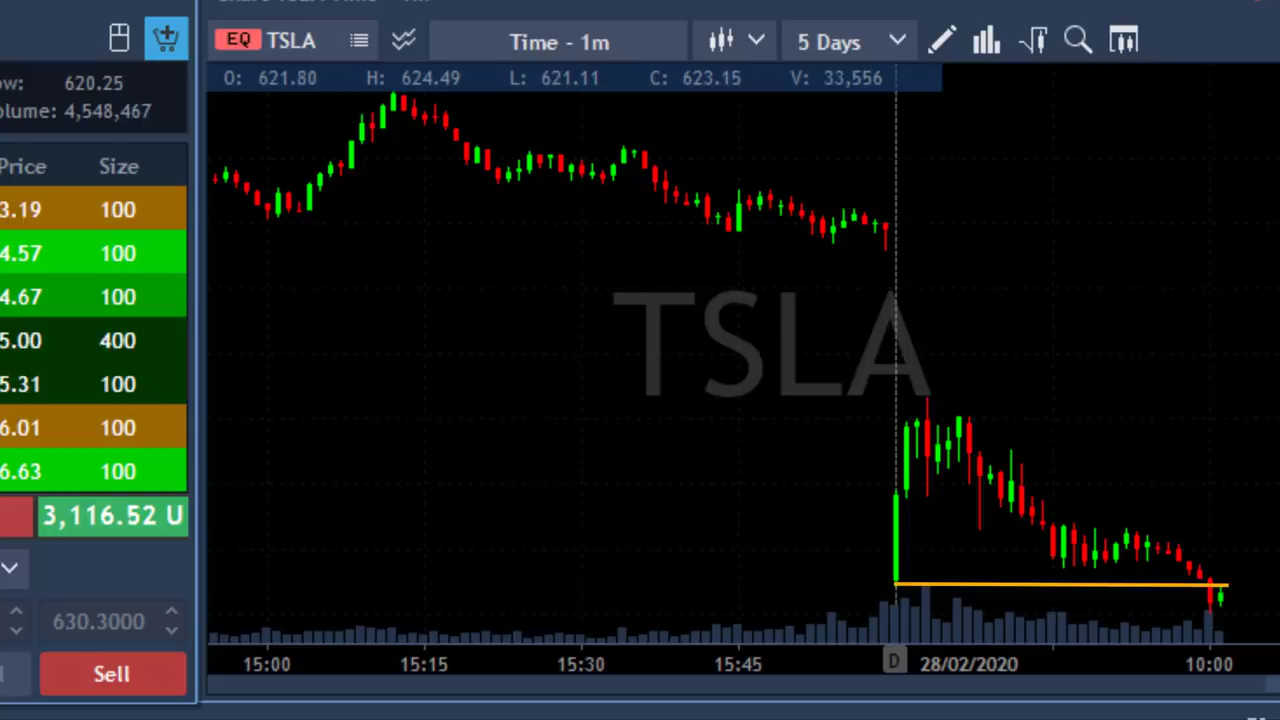 EQ TSLA Time - 1m 5 Days
ow: 620.25
olume: 4,548,467
O: 621.80 H: 624.49 L: 621.11 C: 623.15 V: 33,556
Price Size
3.19 100
4.57 100
4.67 100
5.00 400
5.31 100
6.01 100
6.63 100
3,116.52 U
630.3000
Sell
TSLA
15:00 15:15 15:30 15:45 D 28/02/2020 10:00